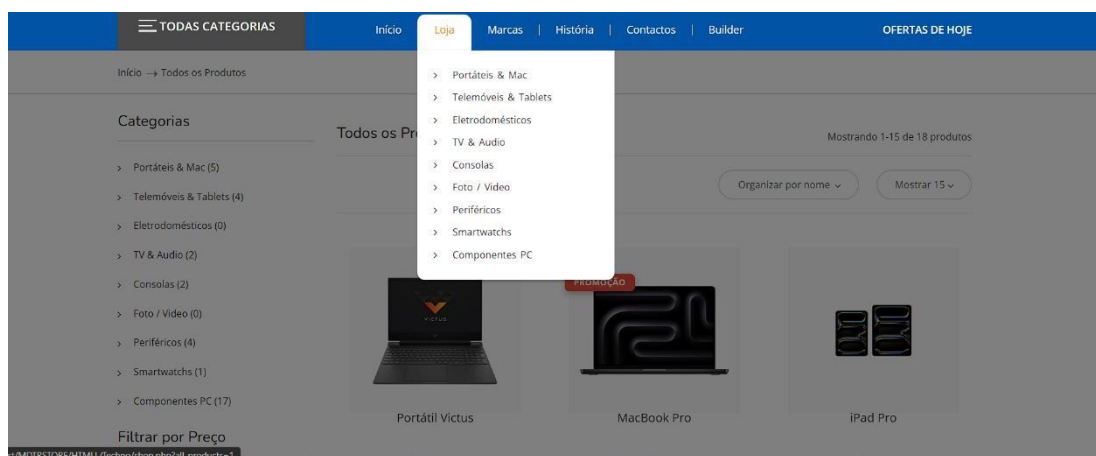 TODAS CATEGORIAS
Início
Loja
Marcas | História | Contactos | Builder
OFERTAS DE HOJE
Início → Todos os Produtos
> Portáteis & Mac
> Telemóveis & Tablets
> Eletrodomésticos
> TV & Audio
> Consolas
> Foto / Video
> Periféricos
> Smartwatchs
> Componentes PC
Categorias
> Portáteis & Mac (5)
> Telemóveis & Tablets (4)
> Eletrodomésticos (0)
> TV & Audio (2)
> Consolas (2)
> Foto / Video (0)
> Periféricos (4)
> Smartwatchs (1)
> Componentes PC (17)
Filtrar por Preço
Todos os
Mostrando 1-15 de 18 produtos
Organizar por nome
Mostrar 15
VICTUS
Portátil Victus
PROMOÇÃO
MacBook Pro
iPad Pro